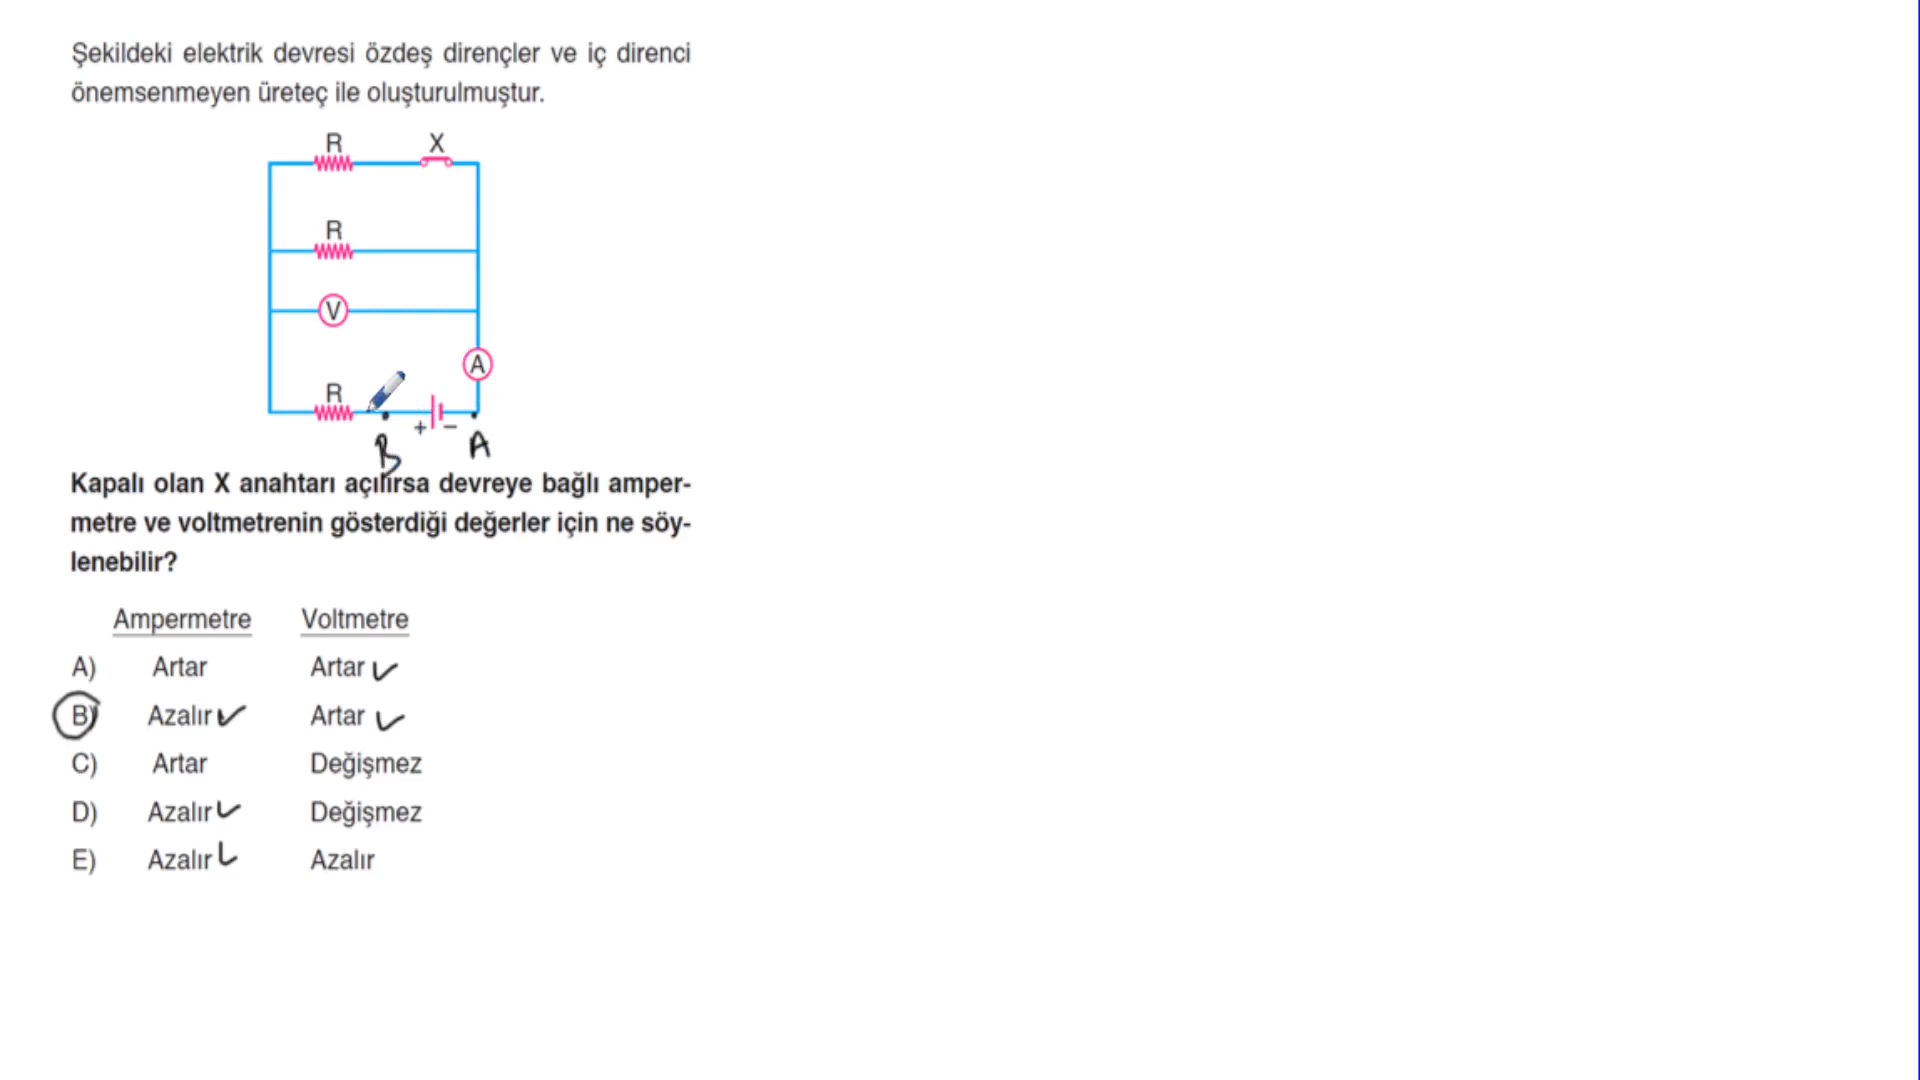 Şekildeki elektrik devresi özdeş dirençler ve iç direnci
önemsenmeyen üreteç ile oluşturulmuştur.
R X
R
V
A
R
+ −
B A
Kapalı olan X anahtarı açılırsa devreye bağlı amper-
metre ve voltmetrenin gösterdiği değerler için ne söy-
lenebilir?
Ampermetre Voltmetre
A) Artar Artar
B) Azalır Artar
C) Artar Değişmez
D) Azalır Değişmez
E) Azalır Azalır